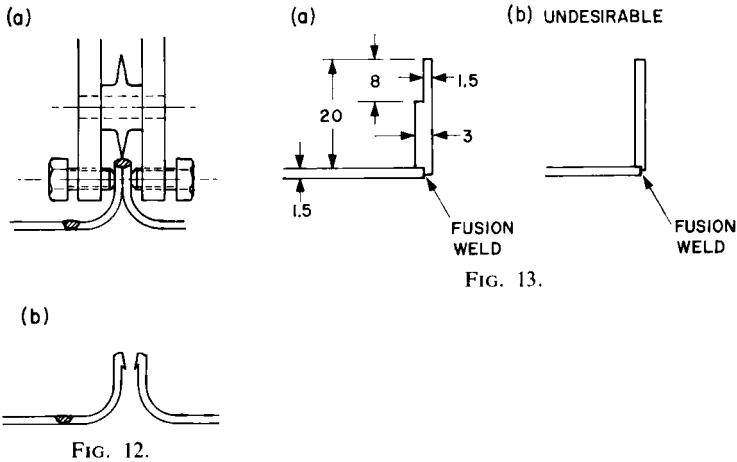 (a)
(b)
FIG. 12.
(a)
20
8
1.5
3
1.5
FUSION
WELD
(b) UNDESIRABLE
FUSION
WELD
FIG. 13.